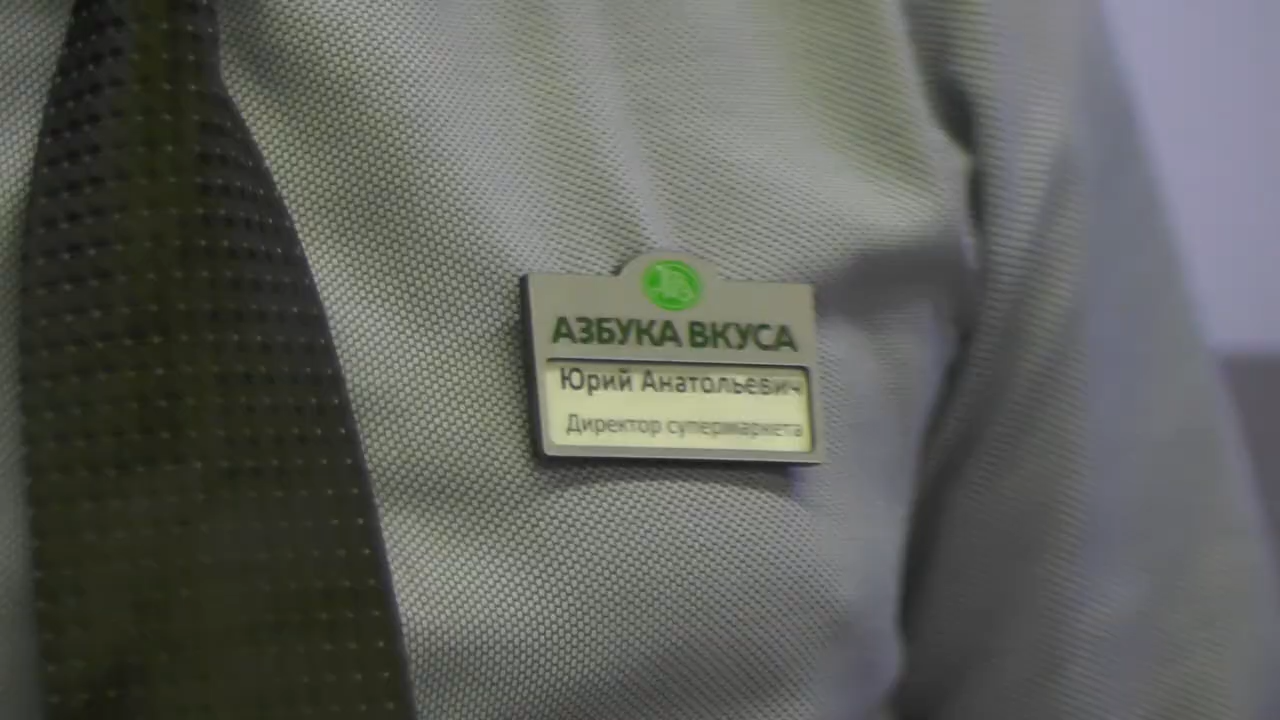 АЗБУКА ВКУСА
Юрий Анатольевич
Директор супермаркета